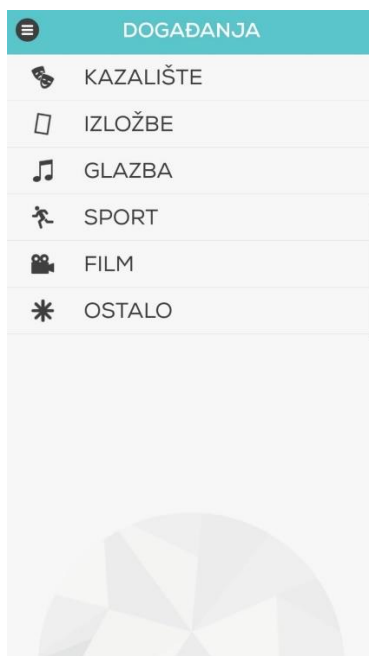 DOGAĐANJA
KAZALIŠTE
IZLOŽBE
GLAZBA
SPORT
FILM
OSTALO